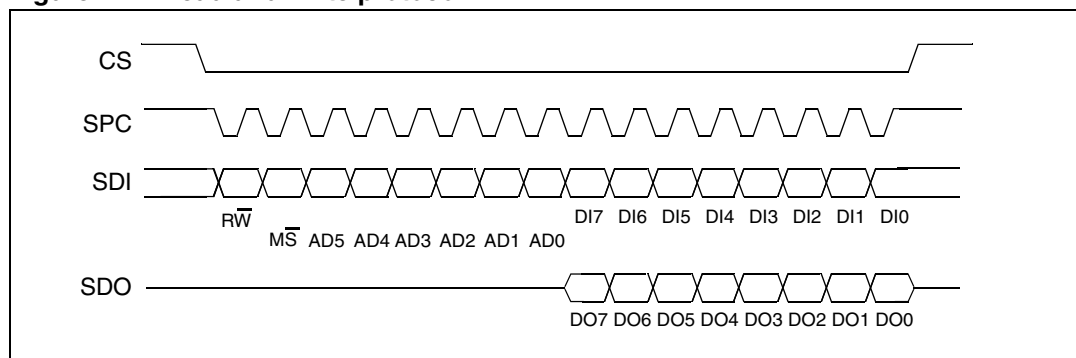 CS
SPC
SDI
RW̅ DI7 DI6 DI5 DI4 DI3 DI2 DI1 DI0
MS̅ AD5 AD4 AD3 AD2 AD1 AD0
SDO
DO7 DO6 DO5 DO4 DO3 DO2 DO1 DO0